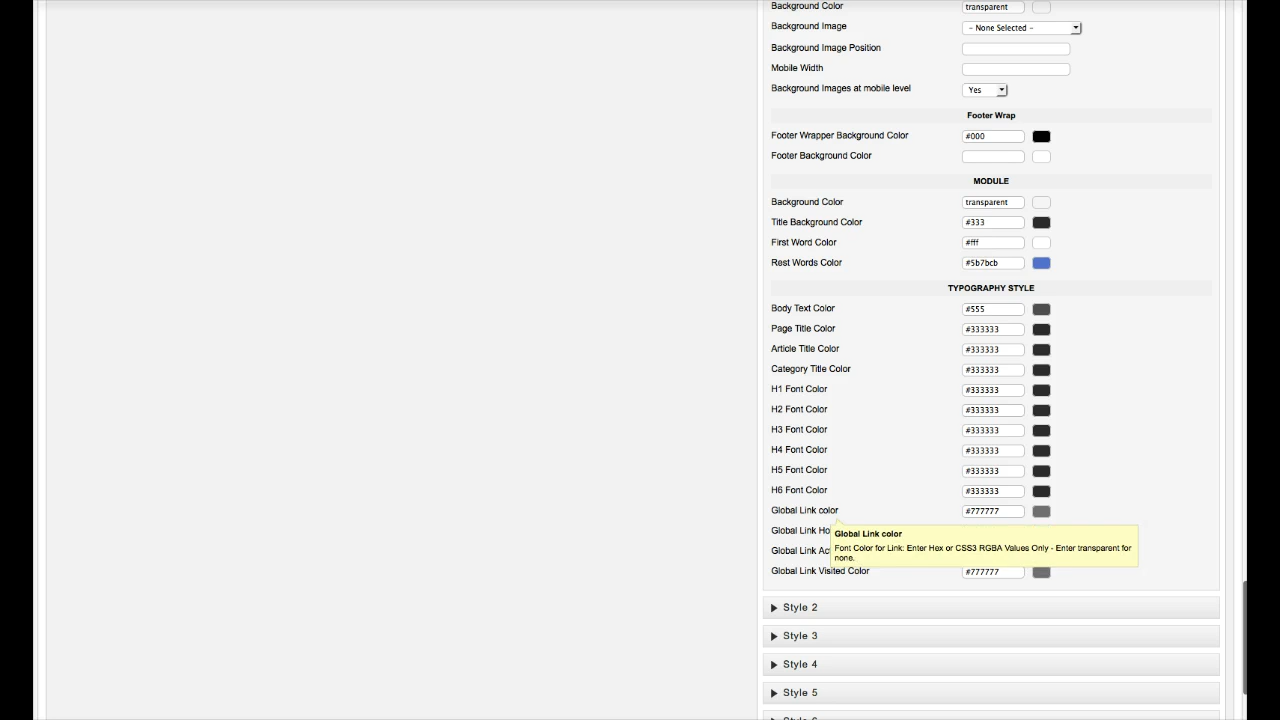 Background Color transparent
Background Image - None Selected -
Background Image Position
Mobile Width
Background Images at mobile level Yes
Footer Wrap
Footer Wrapper Background Color #000
Footer Background Color
MODULE
Background Color transparent
Title Background Color #333
First Word Color #fff
Rest Words Color #5b7bcb
TYPOGRAPHY STYLE
Body Text Color #555
Page Title Color #333333
Article Title Color #333333
Category Title Color #333333
H1 Font Color #333333
H2 Font Color #333333
H3 Font Color #333333
H4 Font Color #333333
H5 Font Color #333333
H6 Font Color #333333
Global Link color #777777
Global Link Ho
Global Link color
Global Link Ac
Font Color for Link: Enter Hex or CSS3 RGBA Values Only - Enter transparent for
none.
Global Link Visited Color #777777
Style 2
Style 3
Style 4
Style 5